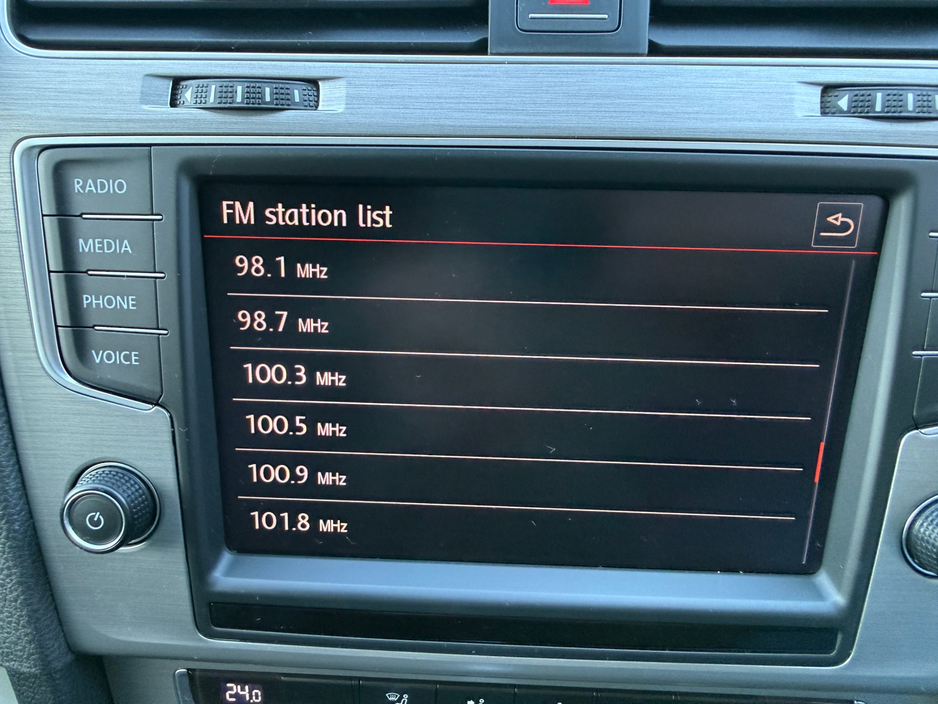 RADIO
MEDIA
PHONE
VOICE
FM station list
98.1 MHz
98.7 MHz
100.3 MHz
100.5 MHz
100.9 MHz
101.8 MHz
24.0